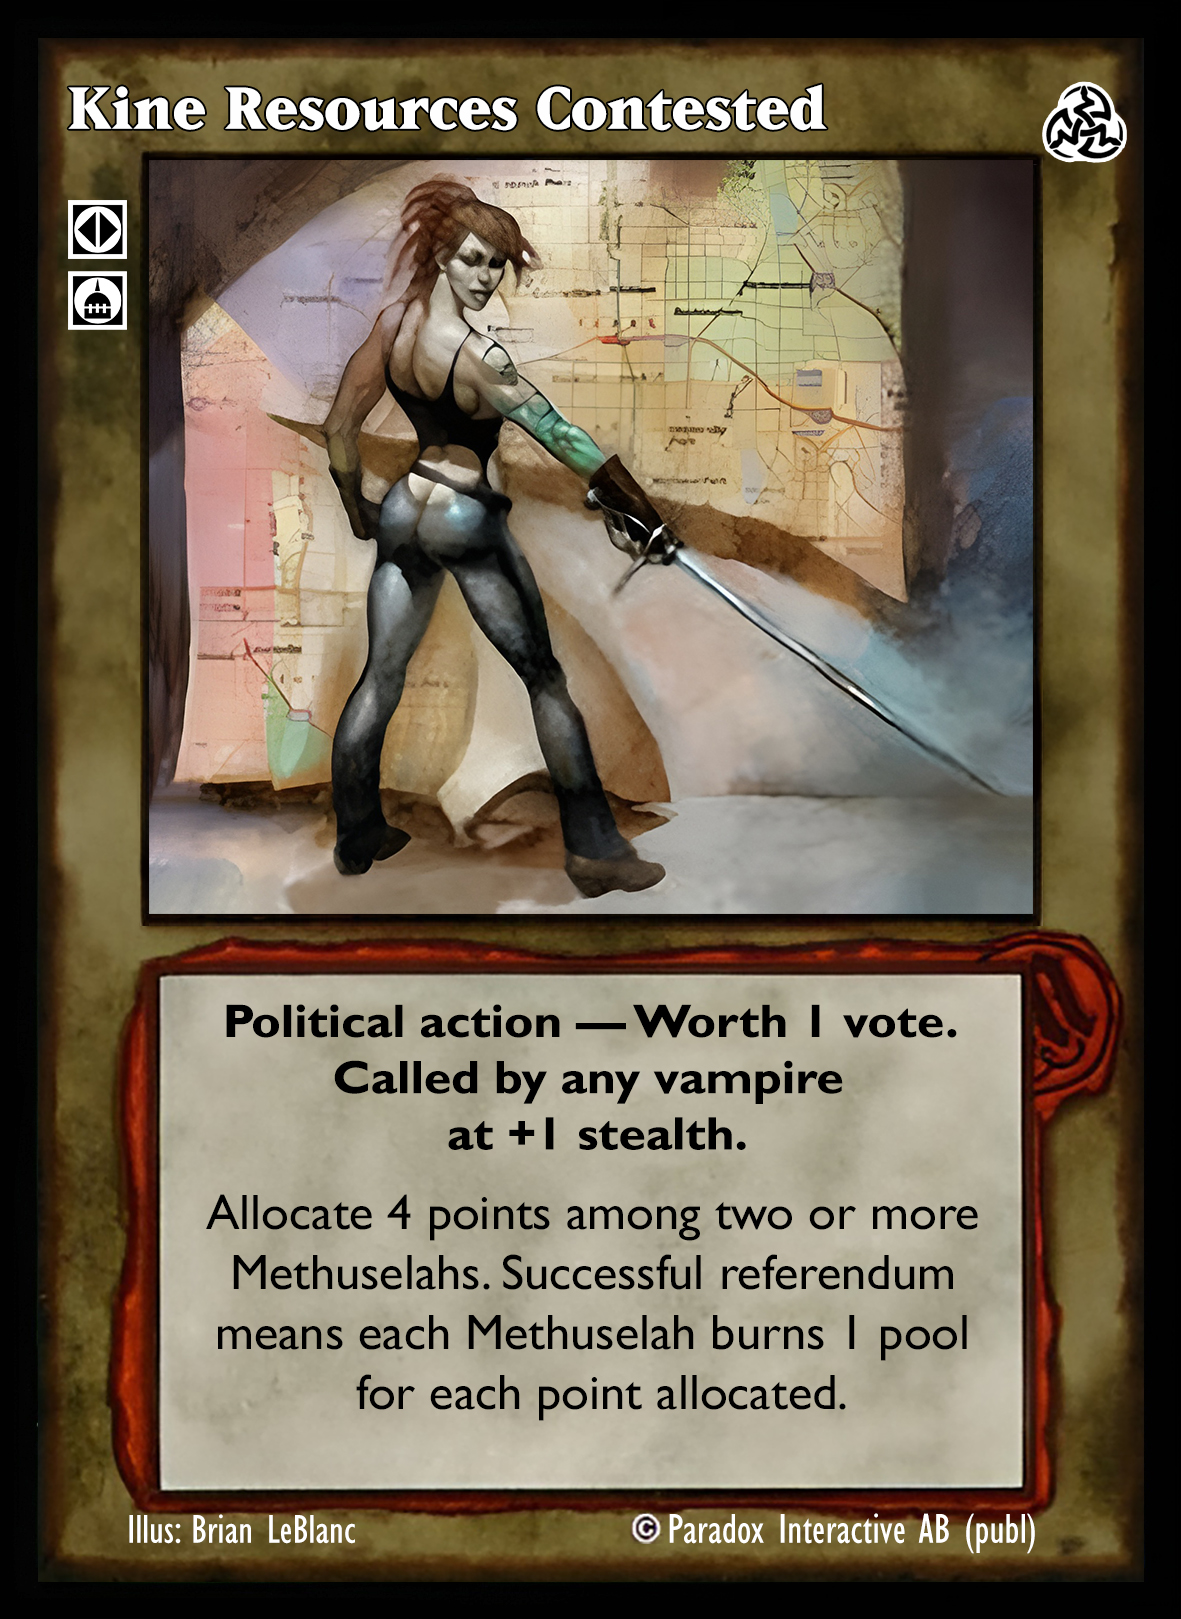 Kine Resources Contested
Political action — Worth 1 vote.
Called by any vampire
at +1 stealth.
Allocate 4 points among two or more
Methuselahs. Successful referendum
means each Methuselah burns 1 pool
for each point allocated.
Illus: Brian LeBlanc
© Paradox Interactive AB (publ)